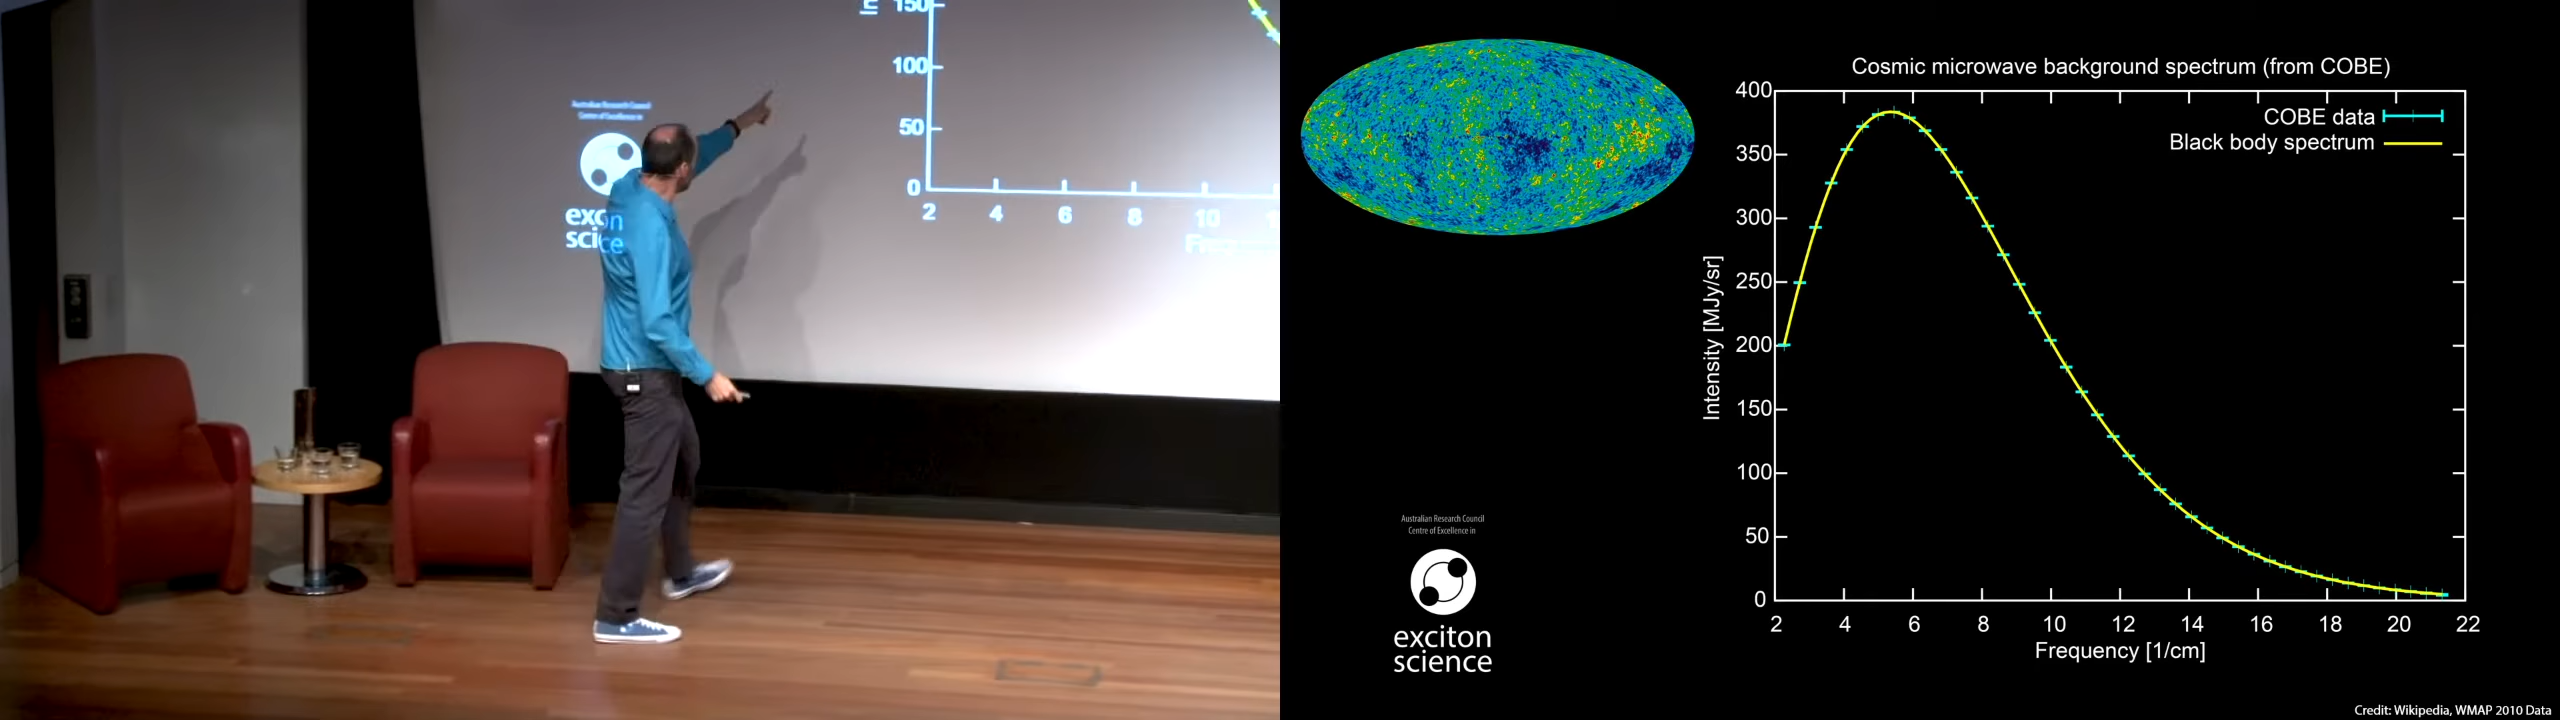 150
100
50
0
2 4 6 8 10
Australian Research Council
Centre of Excellence in
exciton
science
Cosmic microwave background spectrum (from COBE)
COBE data
Black body spectrum
400
350
300
250
200
150
100
50
0
Intensity [MJy/sr]
2 4 6 8 10 12 14 16 18 20 22
Frequency [1/cm]
Australian Research Council
Centre of Excellence in
exciton
science
Credit: Wikipedia, WMAP 2010 Data